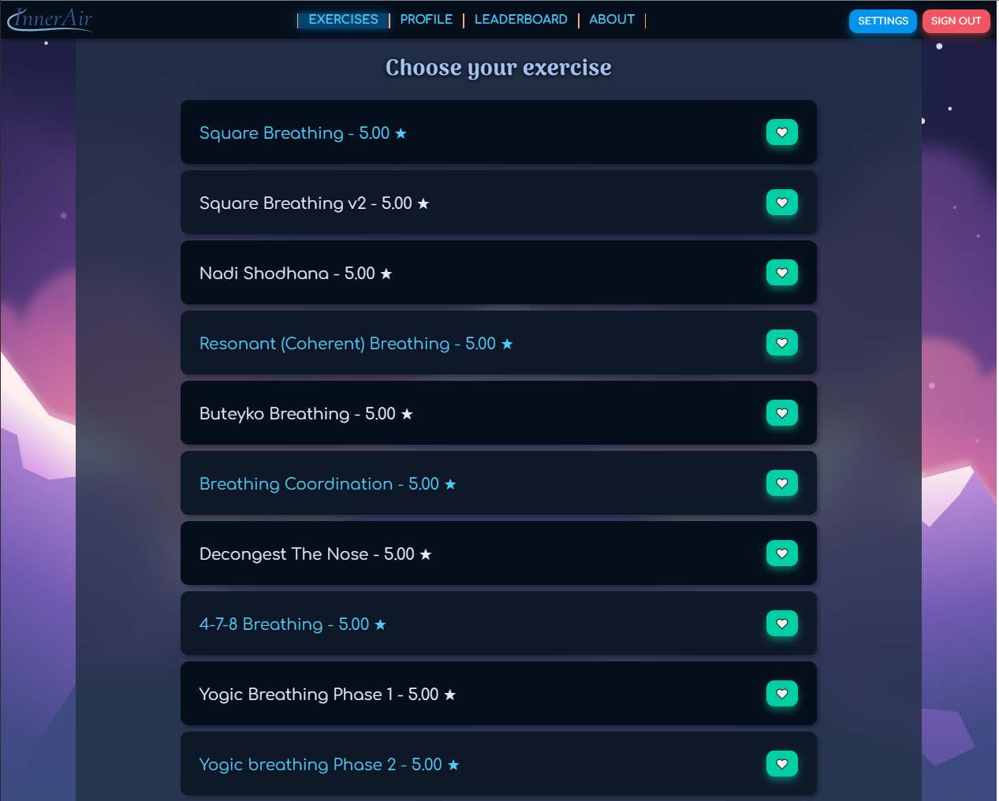 InnerAir
EXERCISES
PROFILE
LEADERBOARD
ABOUT
SETTINGS
SIGN OUT
Choose your exercise
Square Breathing - 5.00 ★
Square Breathing v2 - 5.00 ★
Nadi Shodhana - 5.00 ★
Resonant (Coherent) Breathing - 5.00 ★
Buteyko Breathing - 5.00 ★
Breathing Coordination - 5.00 ★
Decongest The Nose - 5.00 ★
4-7-8 Breathing - 5.00 ★
Yogic Breathing Phase 1 - 5.00 ★
Yogic breathing Phase 2 - 5.00 ★